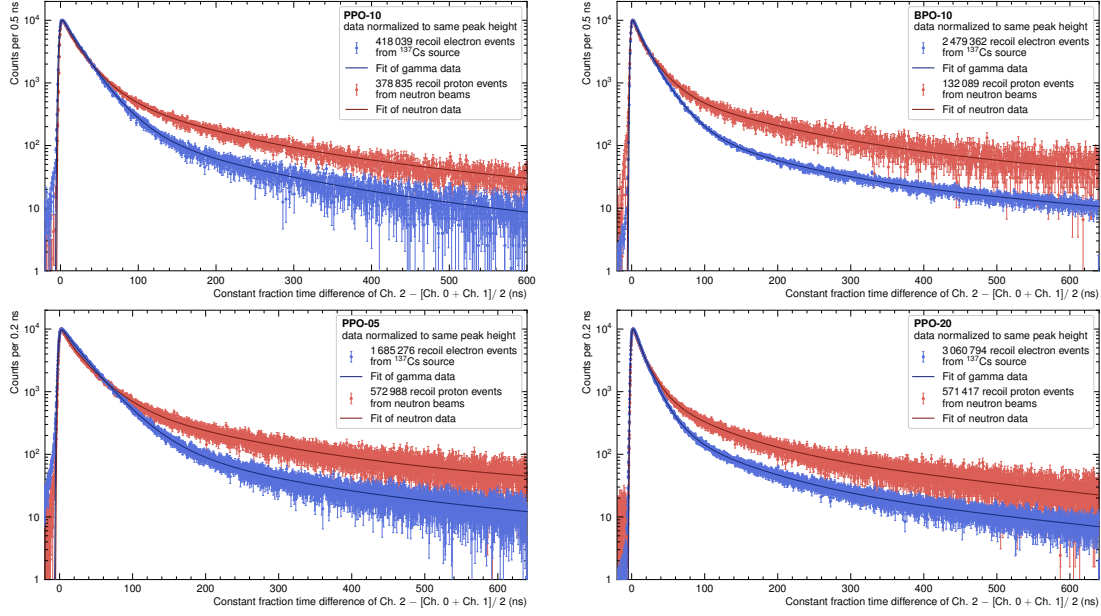 PPO-10
data normalized to same peak height
418 039 recoil electron events
from ¹³⁷Cs source
Fit of gamma data
378 835 recoil proton events
from neutron beams
Fit of neutron data
Counts per 0.5 ns
10⁴
10³
10²
10
1
0 100 200 300 400 500 600
Constant fraction time difference of Ch. 2 − [Ch. 0 + Ch. 1]/ 2 (ns)
BPO-10
data normalized to same peak height
2 479 362 recoil electron events
from ¹³⁷Cs source
Fit of gamma data
132 089 recoil proton events
from neutron beams
Fit of neutron data
Counts per 0.5 ns
10⁴
10³
10²
10
1
0 100 200 300 400 500 600
Constant fraction time difference of Ch. 2 − [Ch. 0 + Ch. 1]/ 2 (ns)
PPO-05
data normalized to same peak height
1 685 276 recoil electron events
from ¹³⁷Cs source
Fit of gamma data
572 988 recoil proton events
from neutron beams
Fit of neutron data
Counts per 0.2 ns
10⁴
10³
10²
10
1
0 100 200 300 400 500 600
Constant fraction time difference of Ch. 2 − [Ch. 0 + Ch. 1]/ 2 (ns)
PPO-20
data normalized to same peak height
3 060 794 recoil electron events
from ¹³⁷Cs source
Fit of gamma data
571 417 recoil proton events
from neutron beams
Fit of neutron data
Counts per 0.2 ns
10⁴
10³
10²
10
1
0 100 200 300 400 500 600
Constant fraction time difference of Ch. 2 − [Ch. 0 + Ch. 1]/ 2 (ns)